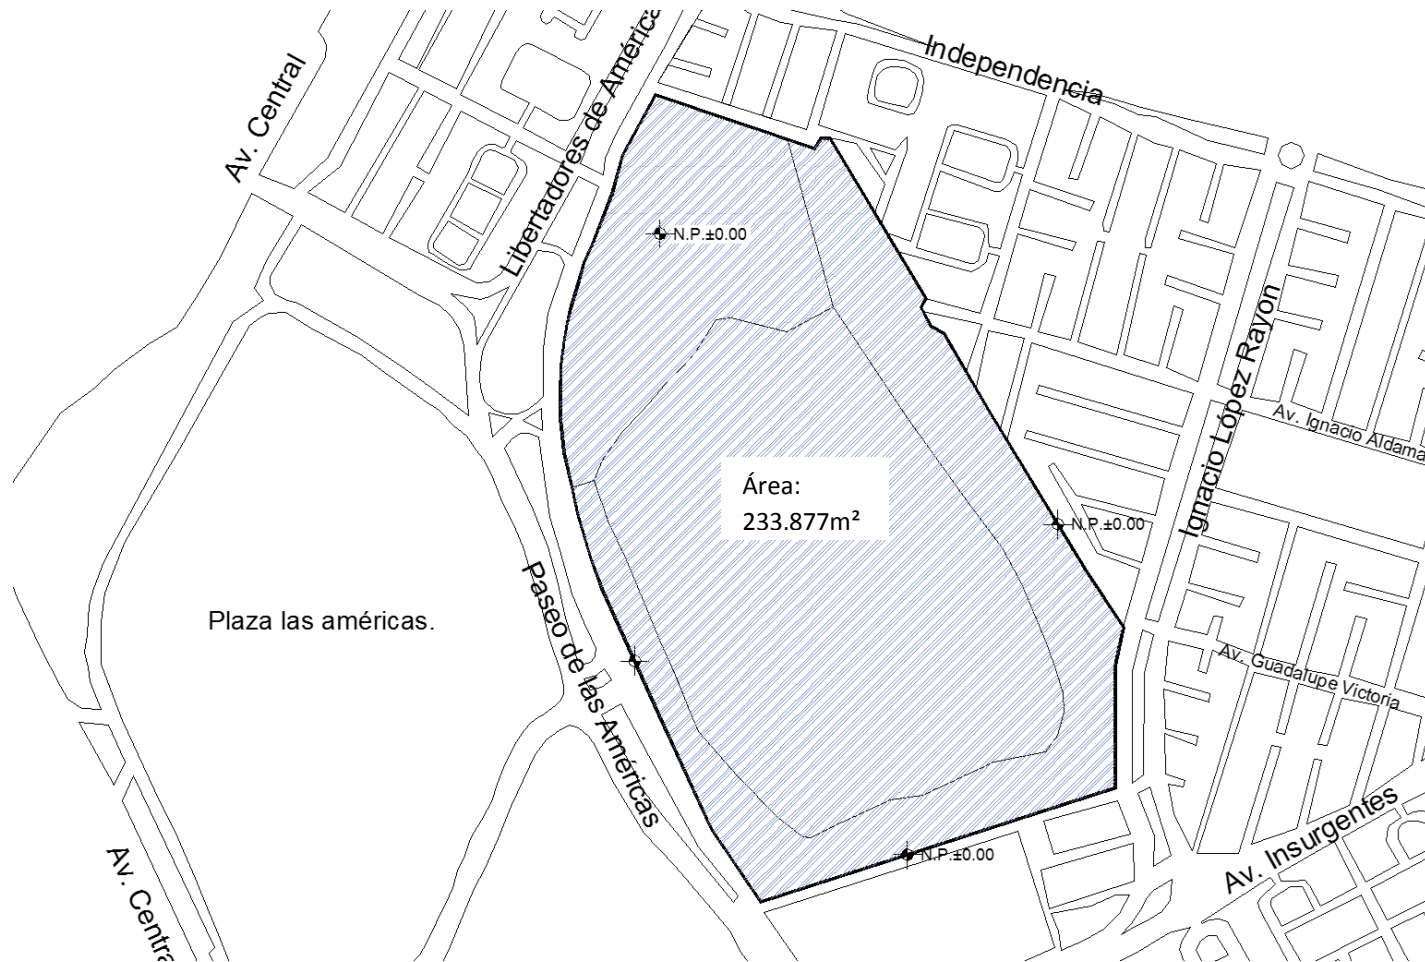 Independencia
Av. Central
Libertadores de América
N.P.±0.00
Ignacio López Rayon
Av. Ignacio Aldama
Área:
233.877m²
N.P.±0.00
Paseo de las Américas
Plaza las américas.
Av. Guadalupe Victoria
Av. Insurgentes
N.P.±0.00
Av. Centra